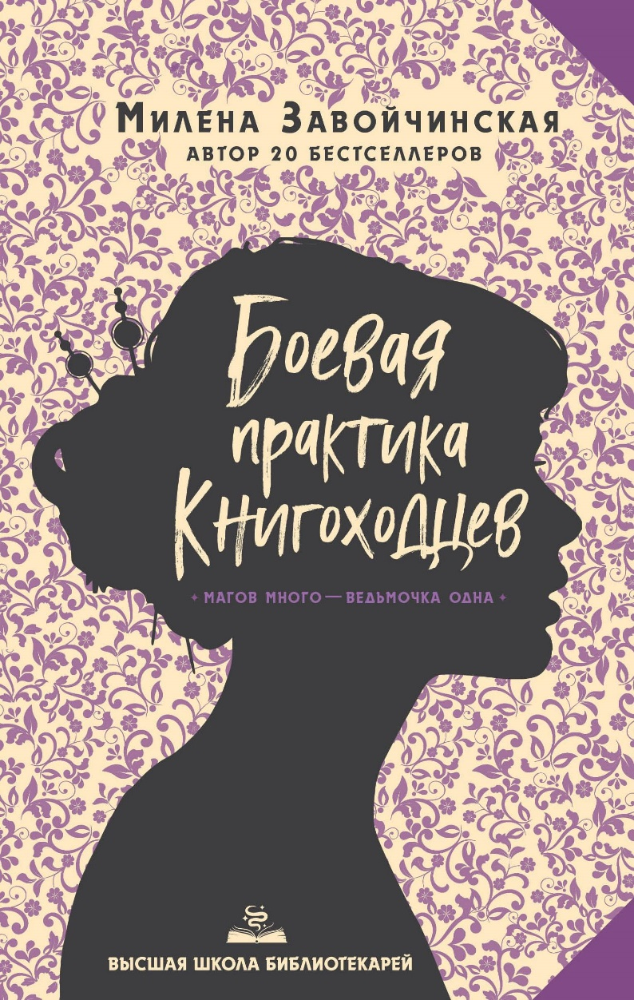 Милена Завойчинская
АВТОР 20 БЕСТСЕЛЛЕРОВ
Боевая
практика
Книгоходцев
МАГОВ МНОГО — ВЕДЬМОЧКА ОДНА
ВЫСШАЯ ШКОЛА БИБЛИОТЕКАРЕЙ